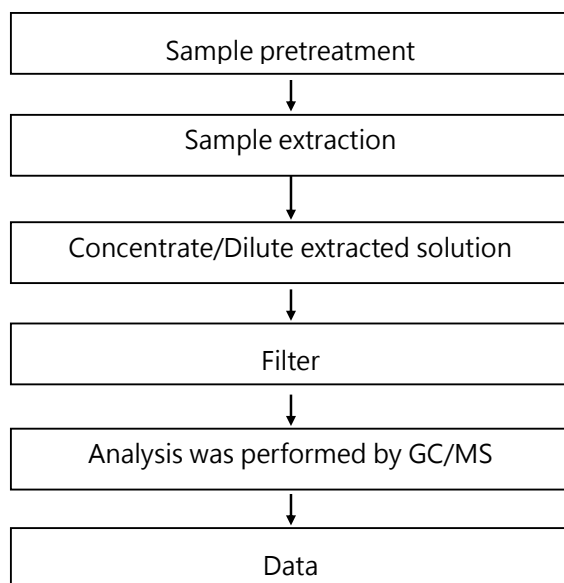 Sample pretreatment
Sample extraction
Concentrate/Dilute extracted solution
Filter
Analysis was performed by GC/MS
Data